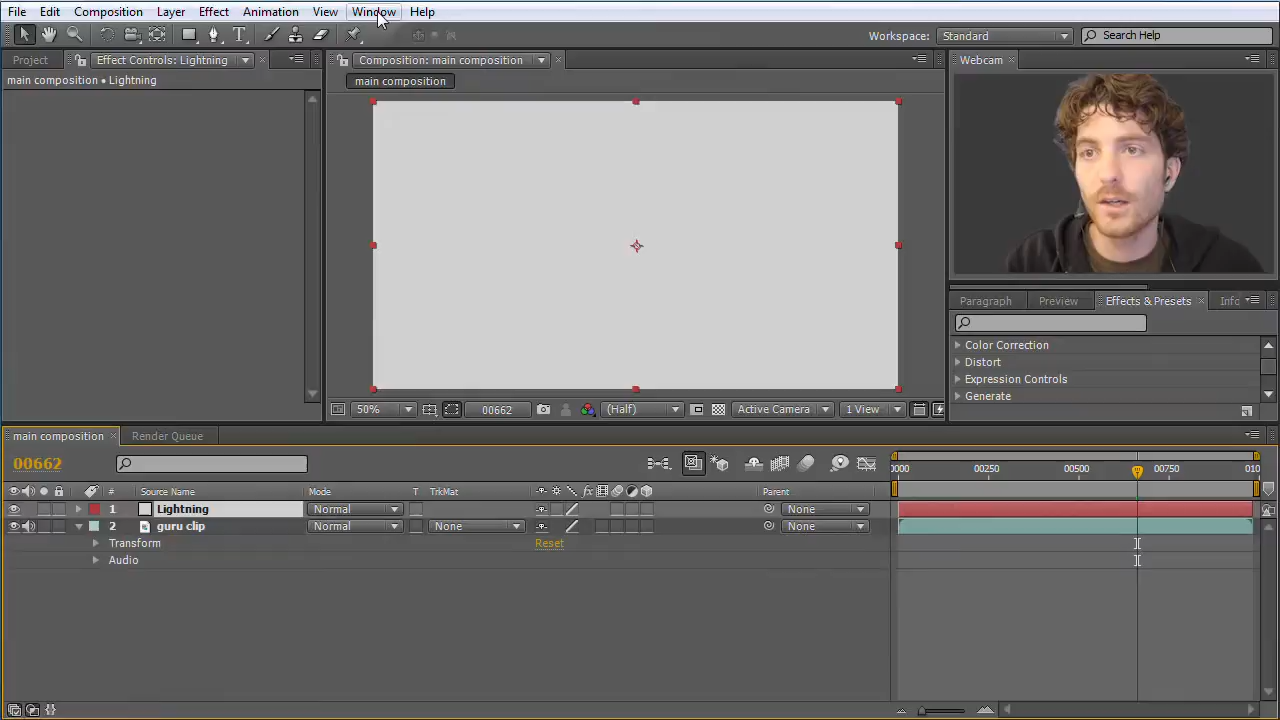 File Edit Composition Layer Effect Animation View Window Help
Workspace: Standard Search Help
Project Effect Controls: Lightning Composition: main composition Webcam
main composition • Lightning main composition
Paragraph Preview Effects & Presets Info
Color Correction
Distort
Expression Controls
Generate
50% 00662 (Half) Active Camera 1 View
main composition Render Queue
00662
0000 00250 00500 00750 010
# Source Name Mode T TrkMat Parent
1 Lightning Normal None
2 guru clip Normal None None
Transform Reset
Audio